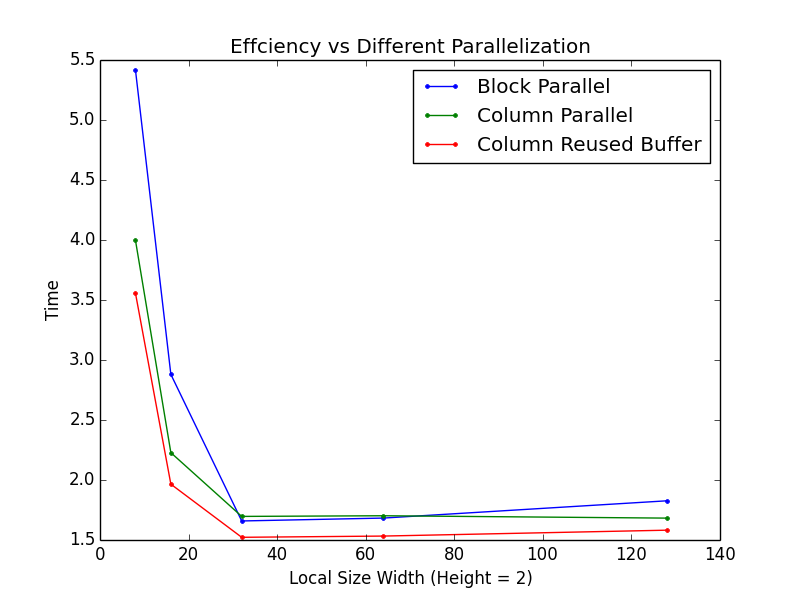 Effciency vs Different Parallelization
Block Parallel
Column Parallel
Column Reused Buffer
Time
5.5
5.0
4.5
4.0
3.5
3.0
2.5
2.0
1.5
0 20 40 60 80 100 120 140
Local Size Width (Height = 2)